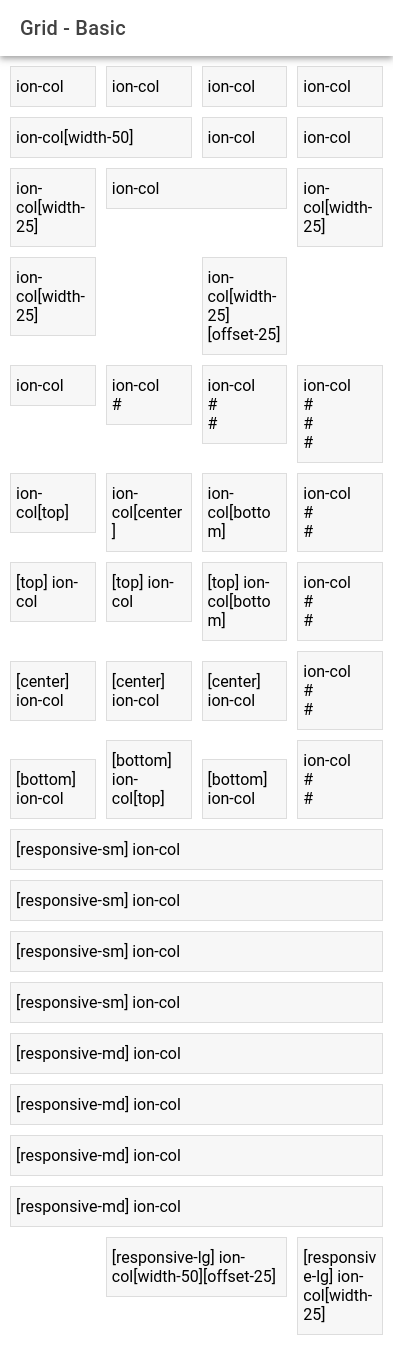 Grid - Basic
ion-col
ion-col
ion-col
ion-col
ion-col[width-50]
ion-col
ion-col
ion-
col[width-
25]
ion-col
ion-
col[width-
25]
ion-
col[width-
25]
ion-
col[width-
25]
[offset-25]
ion-col
ion-col
#
ion-col
#
#
ion-col
#
#
#
ion-
col[top]
ion-
col[center
]
ion-
col[botto
m]
ion-col
#
#
[top] ion-
col
[top] ion-
col
[top] ion-
col[botto
m]
ion-col
#
#
[center]
ion-col
[center]
ion-col
[center]
ion-col
ion-col
#
#
[bottom]
ion-col
[bottom]
ion-
col[top]
[bottom]
ion-col
ion-col
#
#
[responsive-sm] ion-col
[responsive-sm] ion-col
[responsive-sm] ion-col
[responsive-sm] ion-col
[responsive-md] ion-col
[responsive-md] ion-col
[responsive-md] ion-col
[responsive-md] ion-col
[responsive-lg] ion-
col[width-50][offset-25]
[responsiv
e-lg] ion-
col[width-
25]